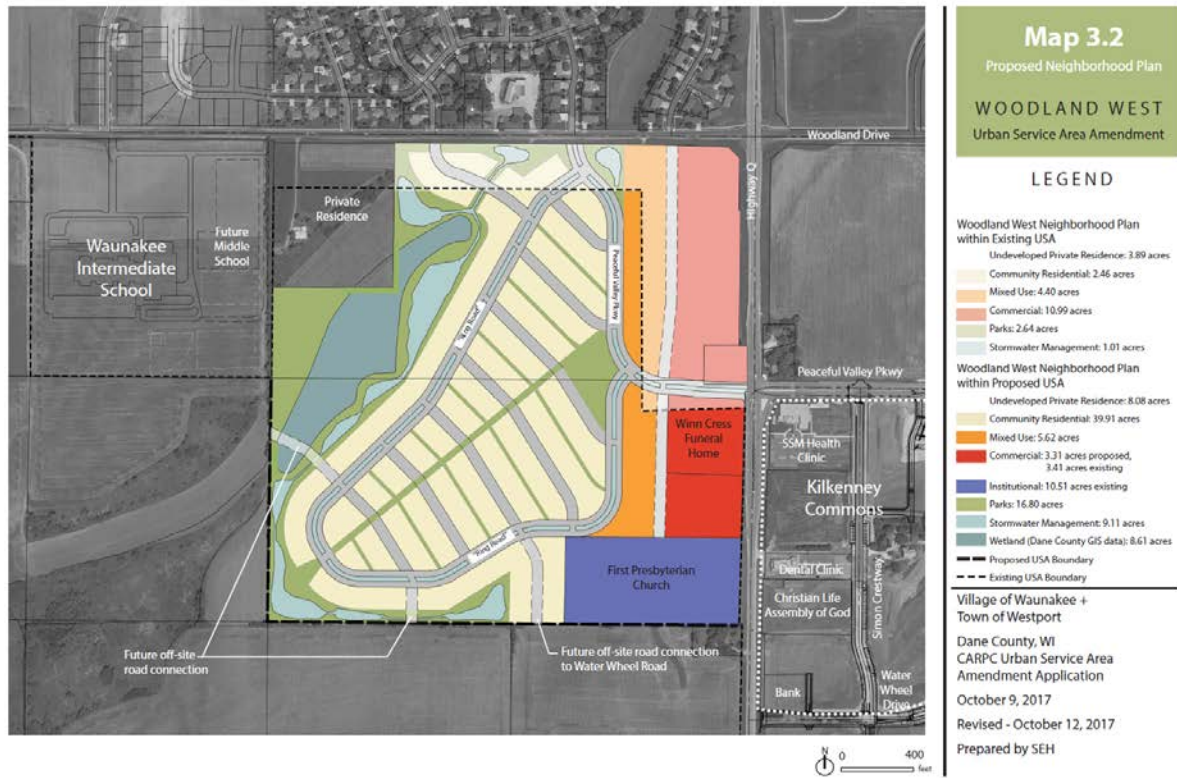 Woodland Drive
Highway Q
Private
Residence
Waunakee
Intermediate
School
Future
Middle
School
Peaceful Valley Pkwy
"Ring Road"
Peaceful Valley Pkwy
Winn Cress
Funeral
Home
SSM Health
Clinic
Kilkenney
Commons
"Ring Road"
First Presbyterian
Church
Dental Clinic
Christian Life
Assembly of God
Simon Crestway
Future off-site
road connection
Future off-site road connection
to Water Wheel Road
Bank
Water
Wheel
Drive
N 0 400
feet
Map 3.2
Proposed Neighborhood Plan
WOODLAND WEST
Urban Service Area Amendment
LEGEND
Woodland West Neighborhood Plan
within Existing USA
Undeveloped Private Residence: 3.89 acres
Community Residential: 2.46 acres
Mixed Use: 4.40 acres
Commercial: 10.99 acres
Parks: 2.64 acres
Stormwater Management: 1.01 acres
Woodland West Neighborhood Plan
within Proposed USA
Undeveloped Private Residence: 8.08 acres
Community Residential: 39.91 acres
Mixed Use: 5.62 acres
Commercial: 3.31 acres proposed,
3.41 acres existing
Institutional: 10.51 acres existing
Parks: 16.80 acres
Stormwater Management: 9.11 acres
Wetland (Dane County GIS data): 8.61 acres
Proposed USA Boundary
Existing USA Boundary
Village of Waunakee +
Town of Westport
Dane County, WI
CARPC Urban Service Area
Amendment Application
October 9, 2017
Revised - October 12, 2017
Prepared by SEH